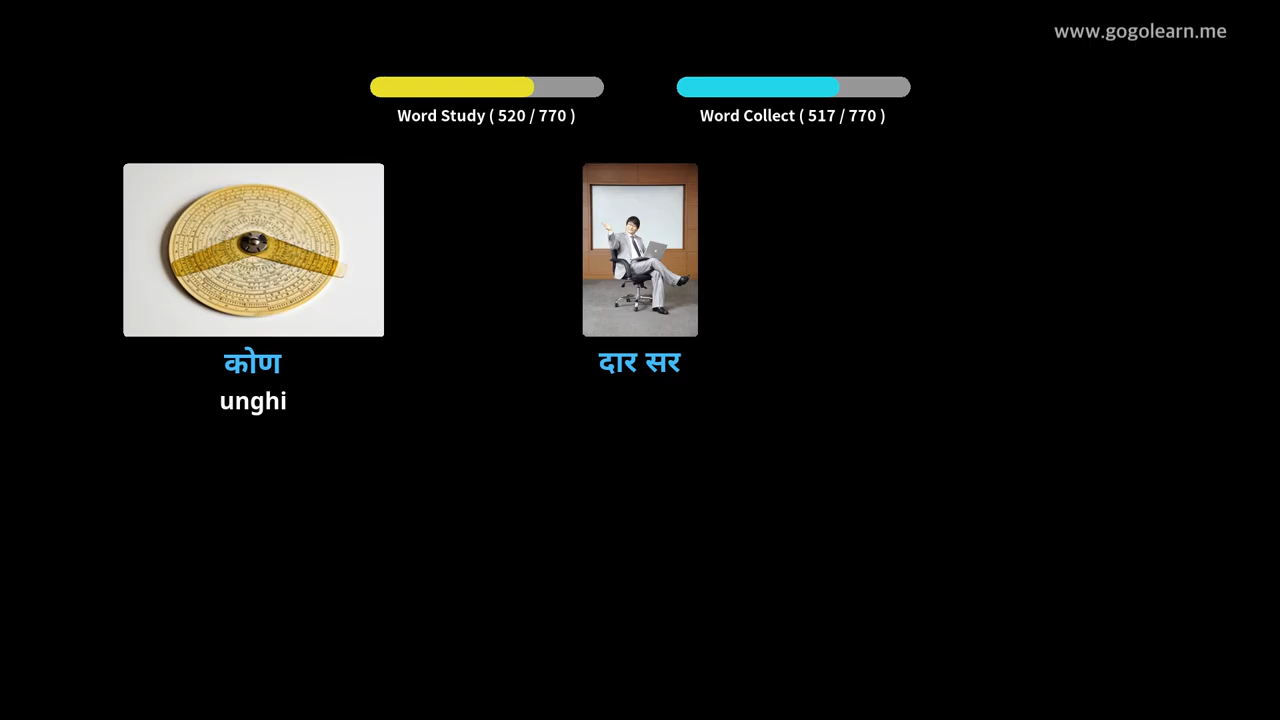 www.gogolearn.me
Word Study ( 520 / 770 )
Word Collect ( 517 / 770 )
कोण
दार सर
unghi